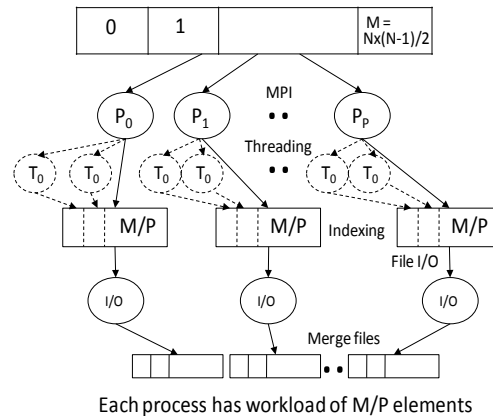 0 1 M =
Nx(N-1)/2
MPI
P0 P1 PP
Threading
T0 T0 T0 T0 T0 T0
M/P M/P Indexing M/P
File I/O
I/O I/O I/O
Merge files
Each process has workload of M/P elements